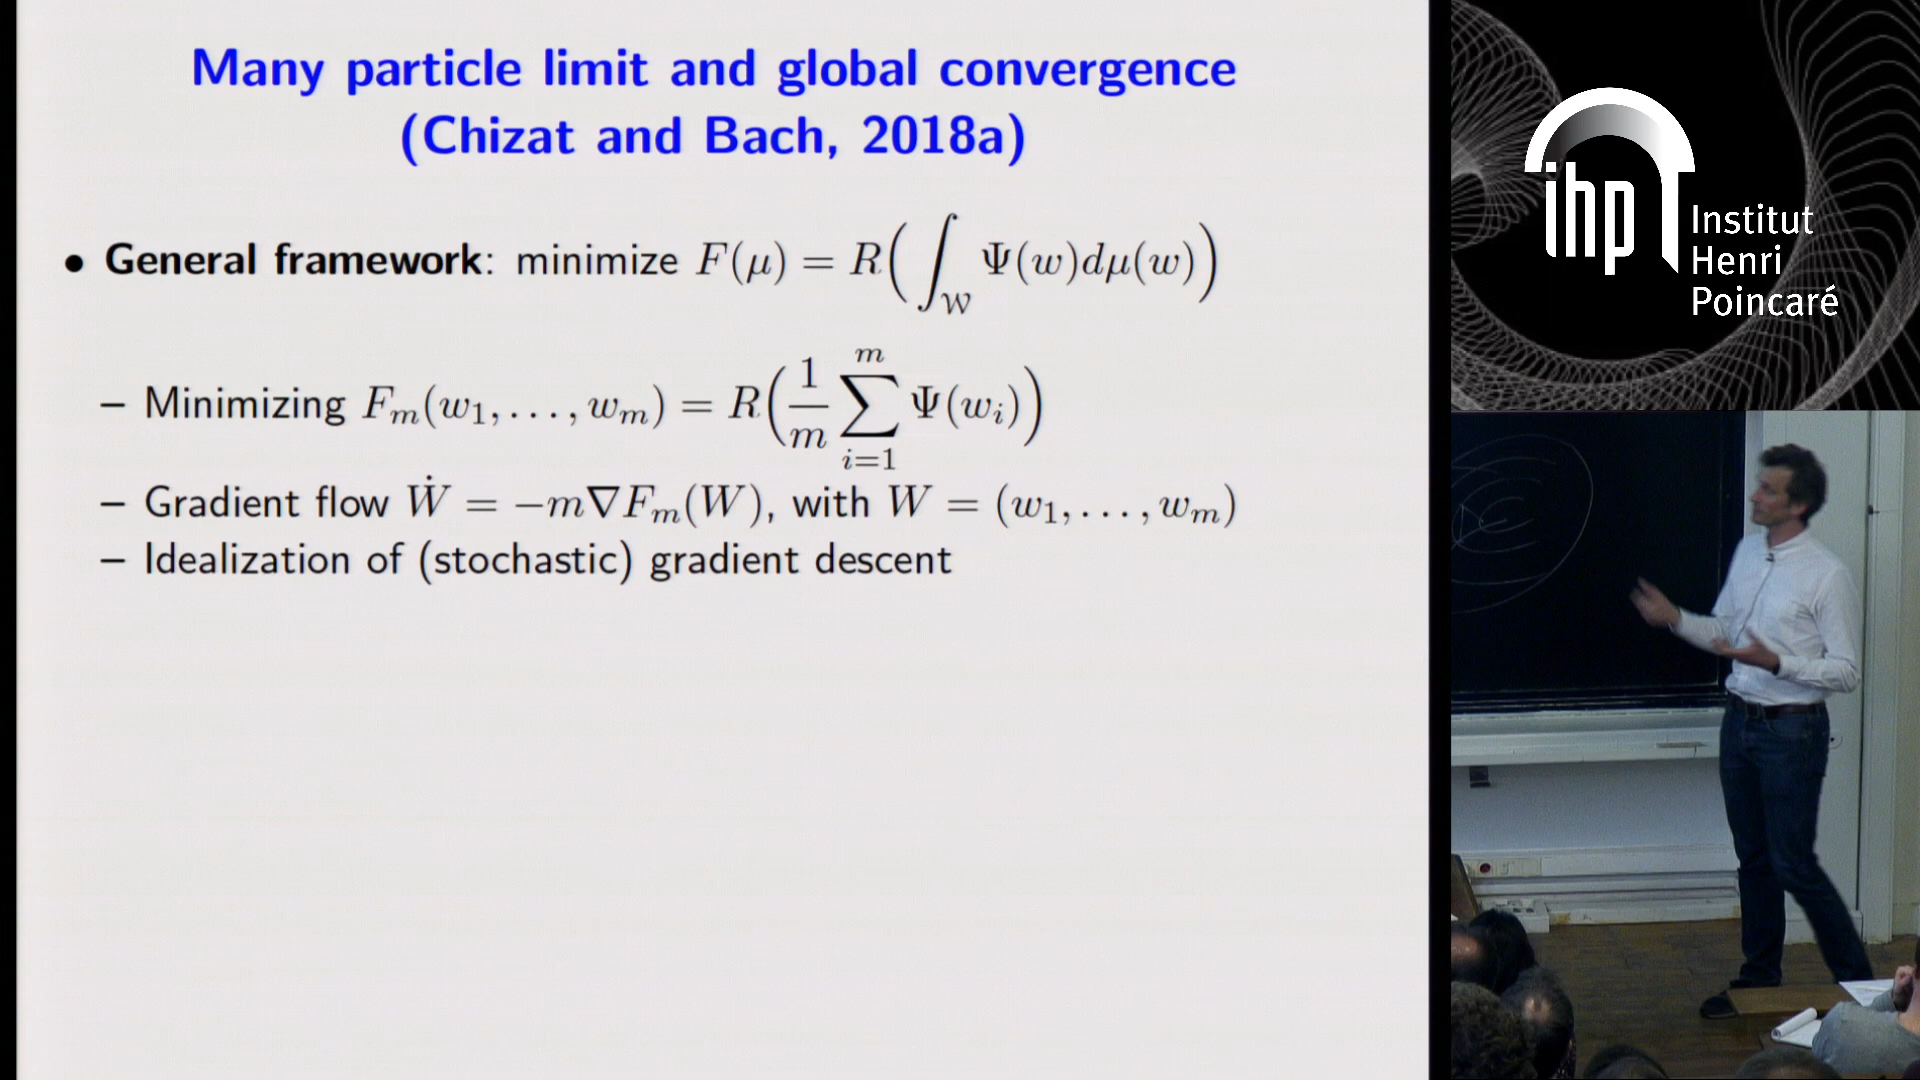 Many particle limit and global convergence
(Chizat and Bach, 2018a)
• General framework: minimize F(μ) = R(∫_𝒲 Ψ(w)dμ(w))
– Minimizing F_m(w_1, . . . , w_m) = R(1/m ∑_{i=1}^{m} Ψ(w_i))
– Gradient flow Ẇ = −m∇F_m(W), with W = (w_1, . . . , w_m)
– Idealization of (stochastic) gradient descent
ihp
Institut
Henri
Poincaré